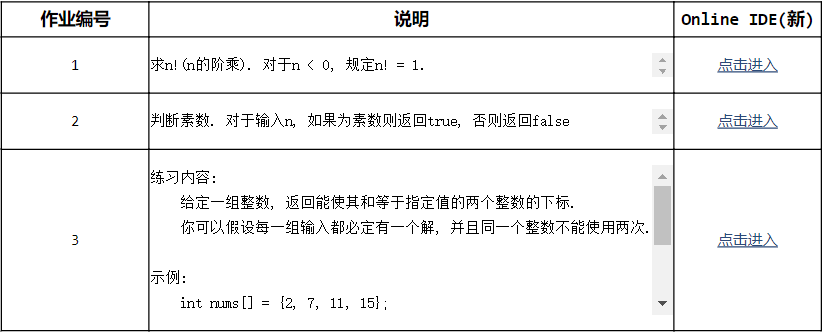 作业编号 说明 Online IDE(新)
1 求n!(n的阶乘). 对于n < 0, 规定n! = 1. 点击进入
2 判断素数. 对于输入n, 如果为素数则返回true, 否则返回false 点击进入
练习内容:
给定一组整数, 返回能使其和等于指定值的两个整数的下标.
你可以假设每一组输入都必定有一个解, 并且同一个整数不能使用两次.
3 点击进入
示例:
int nums[] = {2, 7, 11, 15};